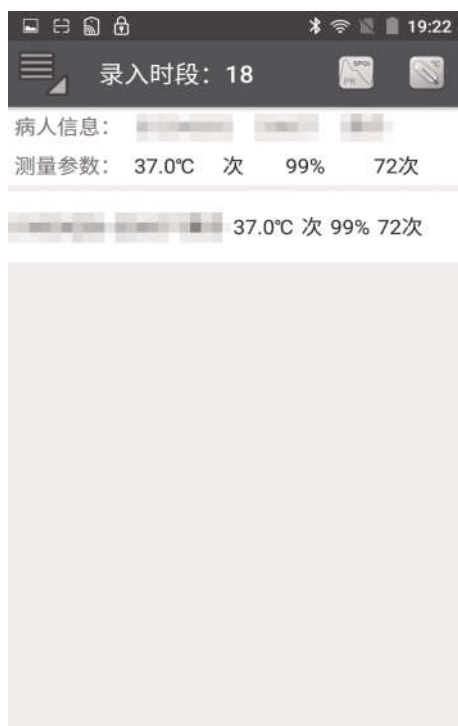 19:22
录入时段：18
SPO2
PR
℃
病人信息：
测量参数： 37.0℃ 次 99% 72次
37.0℃ 次 99% 72次